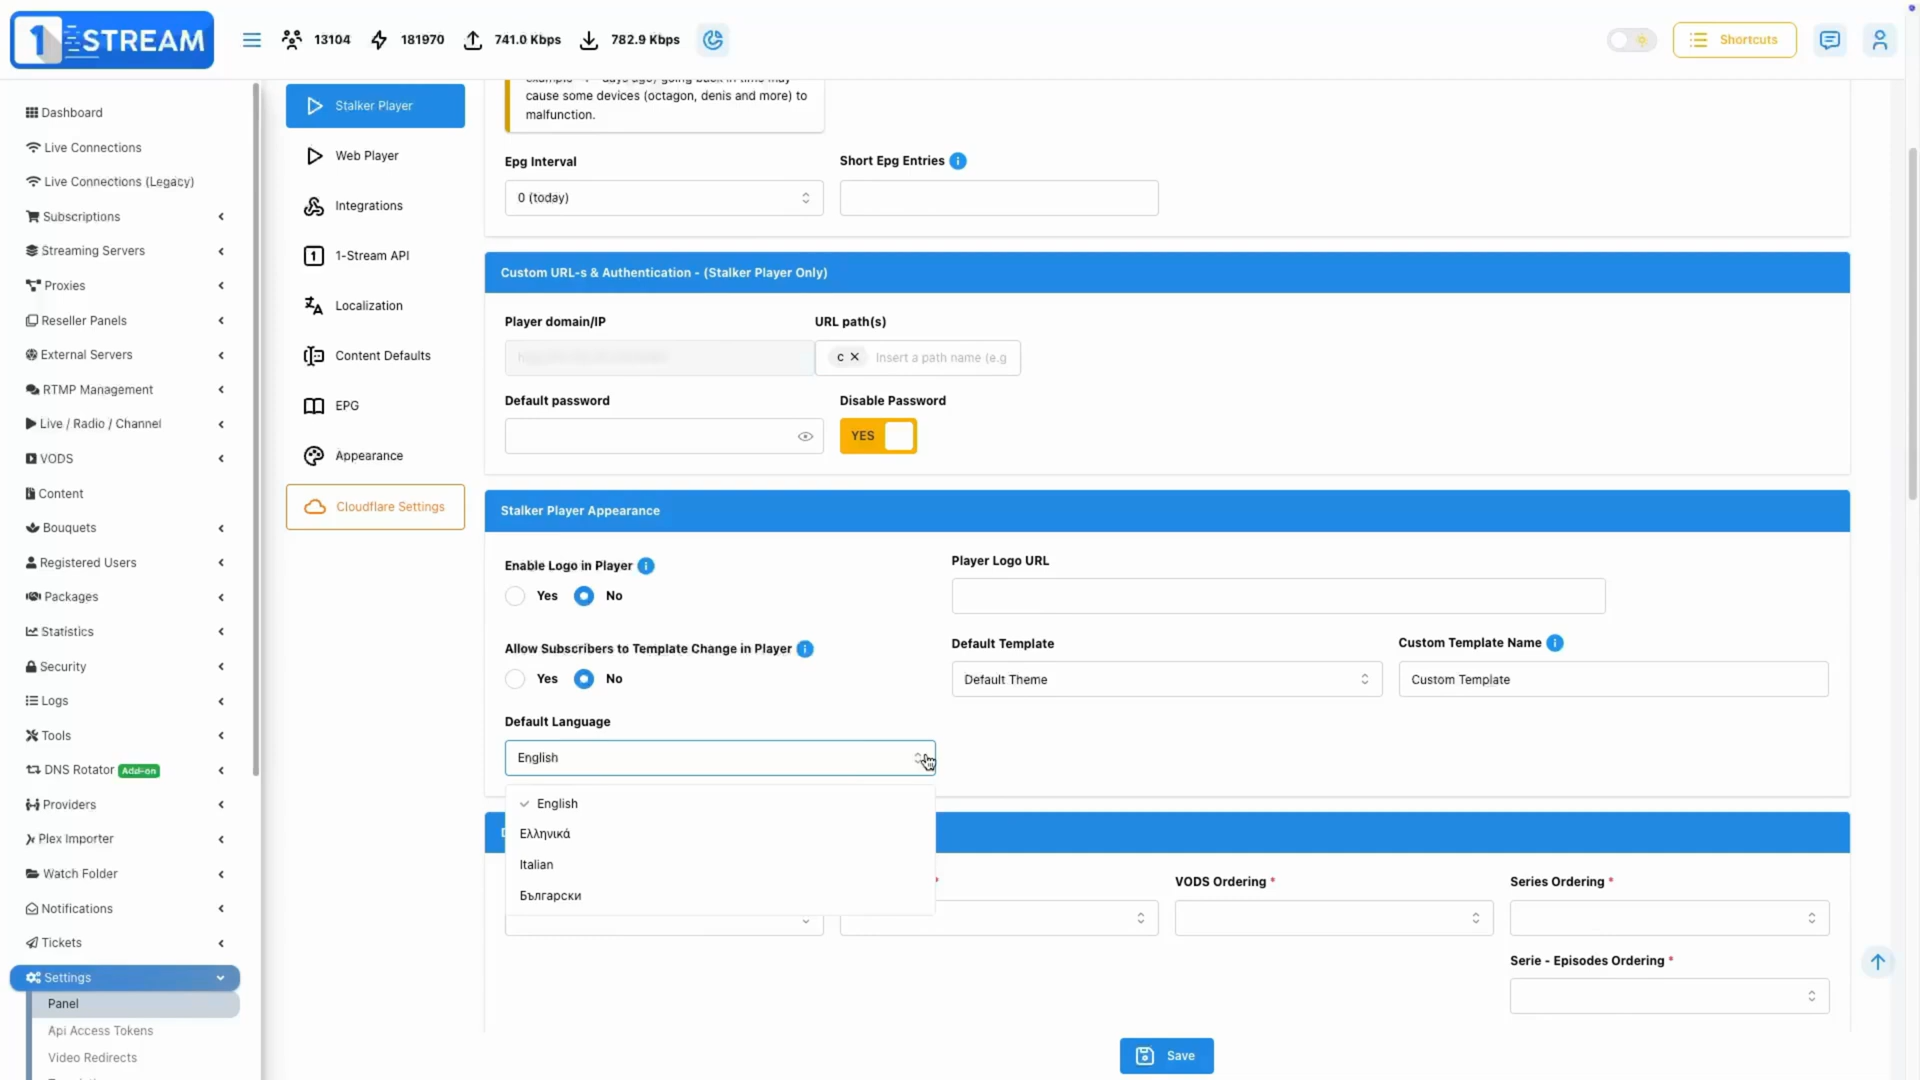 1 STREAM
13104
181970
741.0 Kbps
782.9 Kbps
Shortcuts
Dashboard
Live Connections
Live Connections (Legacy)
Subscriptions
Streaming Servers
Proxies
Reseller Panels
External Servers
RTMP Management
Live / Radio / Channel
VODS
Content
Bouquets
Registered Users
Packages
Statistics
Security
Logs
Tools
DNS Rotator Add-on
Providers
Plex Importer
Watch Folder
Notifications
Tickets
Settings
Panel
Api Access Tokens
Video Redirects
Stalker Player
Web Player
Integrations
1-Stream API
Localization
Content Defaults
EPG
Appearance
Cloudflare Settings
cause some devices (octagon, denis and more) to
malfunction.
Epg Interval
Short Epg Entries
0 (today)
Custom URL-s & Authentication - (Stalker Player Only)
Player domain/IP
URL path(s)
c
Insert a path name (e.g
Default password
Disable Password
YES
Stalker Player Appearance
Enable Logo in Player
Yes
No
Player Logo URL
Allow Subscribers to Template Change in Player
Yes
No
Default Template
Default Theme
Custom Template Name
Custom Template
Default Language
English
English
Ελληνικά
Italian
Български
VODS Ordering *
Series Ordering *
Serie - Episodes Ordering *
Save